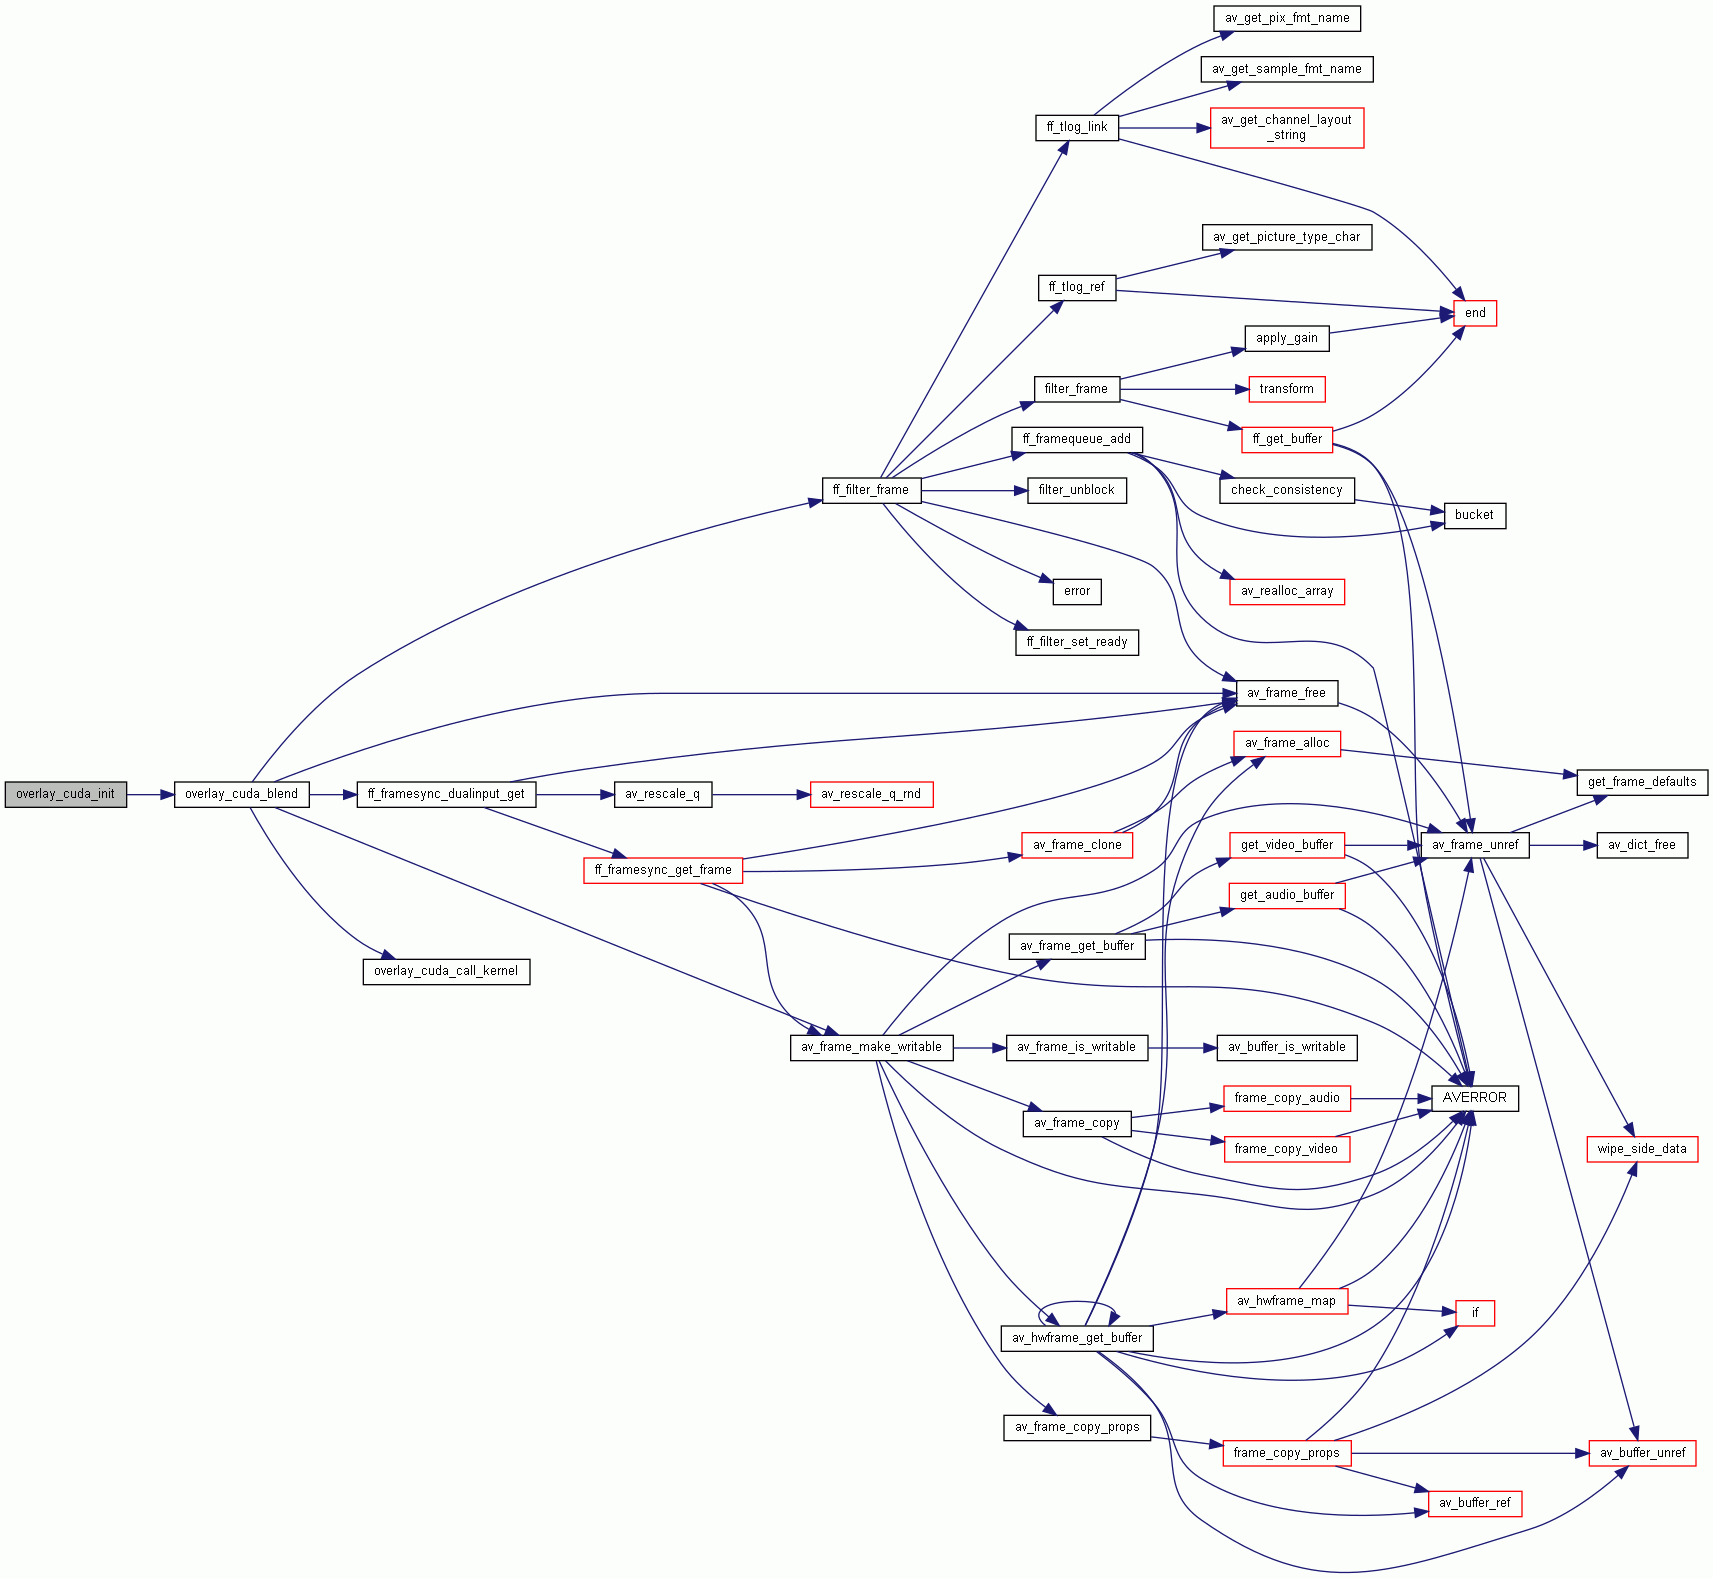 av_get_pix_fmt_name
av_get_sample_fmt_name
av_get_channel_layout
_string
ff_tlog_link
av_get_picture_type_char
ff_tlog_ref
end
apply_gain
filter_frame
transform
ff_framequeue_add
ff_get_buffer
ff_filter_frame
filter_unblock
check_consistency
bucket
error
av_realloc_array
ff_filter_set_ready
av_frame_free
av_frame_alloc
get_frame_defaults
overlay_cuda_init
overlay_cuda_blend
ff_framesync_dualinput_get
av_rescale_q
av_rescale_q_rnd
av_frame_clone
get_video_buffer
av_frame_unref
av_dict_free
ff_framesync_get_frame
get_audio_buffer
av_frame_get_buffer
overlay_cuda_call_kernel
av_frame_make_writable
av_frame_is_writable
av_buffer_is_writable
frame_copy_audio
AVERROR
av_frame_copy
frame_copy_video
wipe_side_data
av_hwframe_map
if
av_hwframe_get_buffer
av_frame_copy_props
frame_copy_props
av_buffer_unref
av_buffer_ref